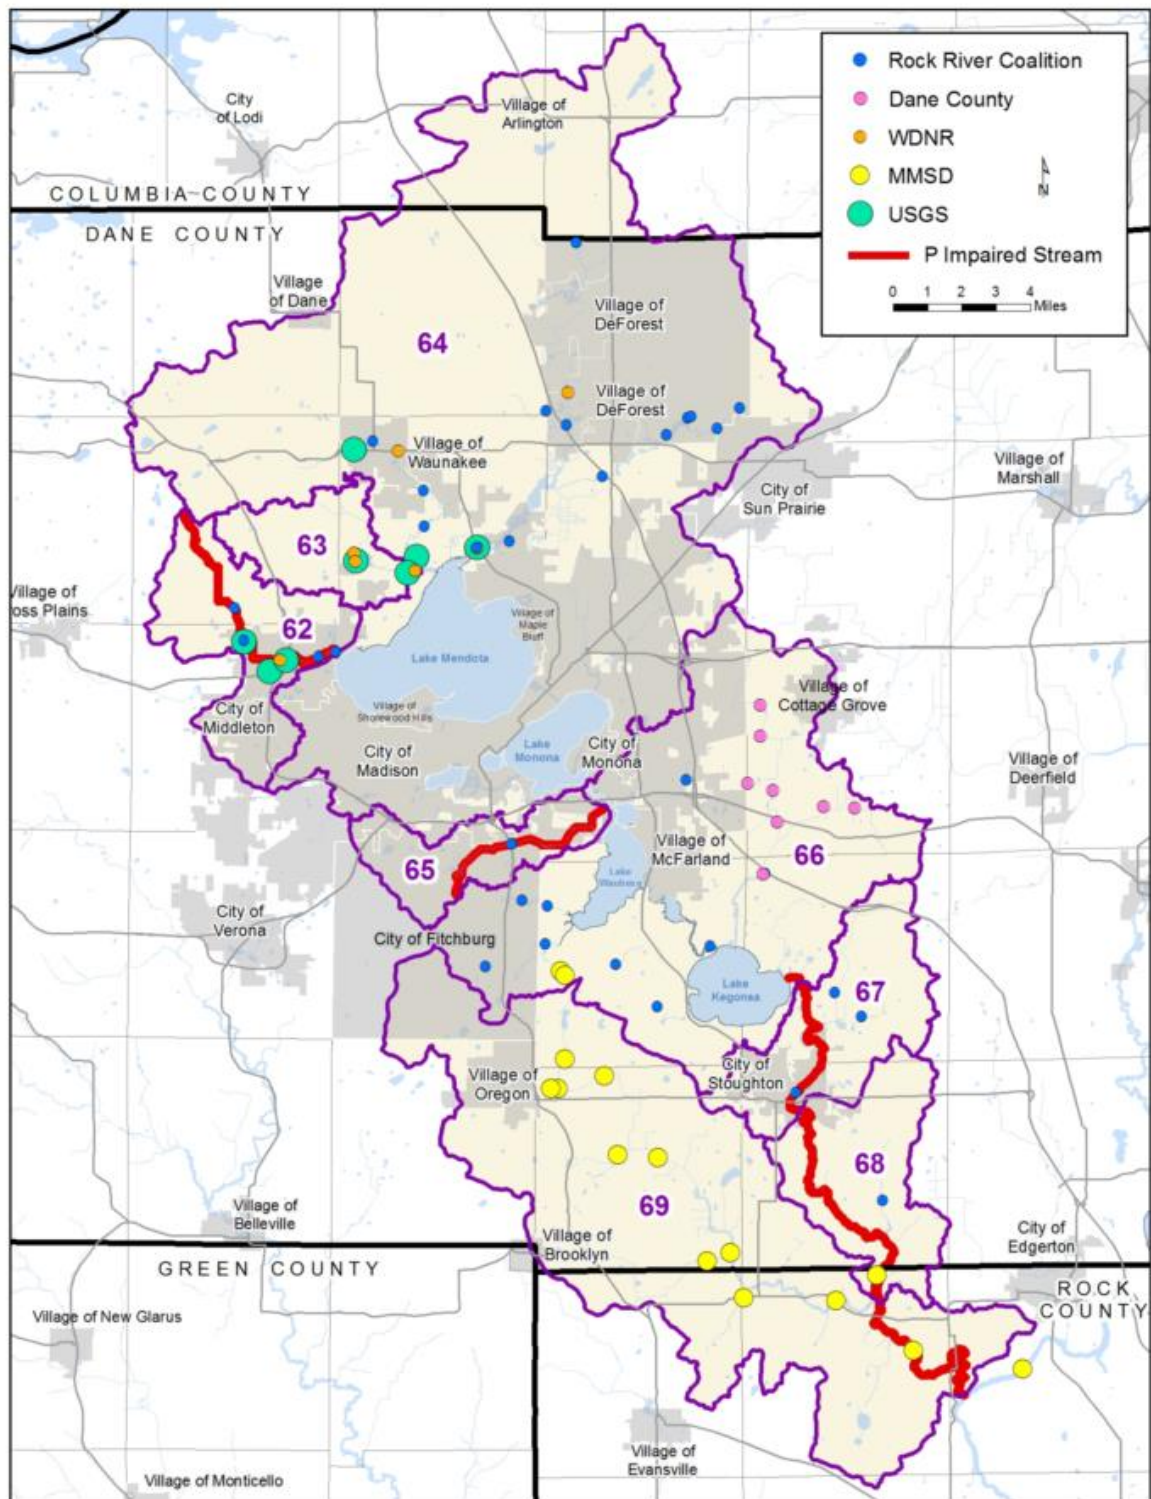 Rock River Coalition
Dane County
WDNR
MMSD
USGS
P Impaired Stream
0 1 2 3 4
Miles
N
City
of Lodi
Village of
Arlington
COLUMBIA COUNTY
DANE COUNTY
Village
of Dane
Village of
DeForest
64
Village of
DeForest
Village of
Waunakee
Village of
Marshall
City of
Sun Prairie
63
Village of
oss Plains
62
Village of
Maple
Bluff
Lake Mendota
Village of
Cottage Grove
City of
Middleton
Village of
Shorewood Hills
City of
Madison
Lake
Monona
City of
Monona
Village of
Deerfield
65
Village of
McFarland
66
Lake
Waubesa
City of
Verona
City of Fitchburg
Lake
Kegonsa
67
Village of
Oregon
City of
Stoughton
68
69
Village of
Belleville
Village of
Brooklyn
City of
Edgerton
GREEN COUNTY
ROCK
COUNTY
Village of New Glarus
Village of
Evansville
Village of Monticello